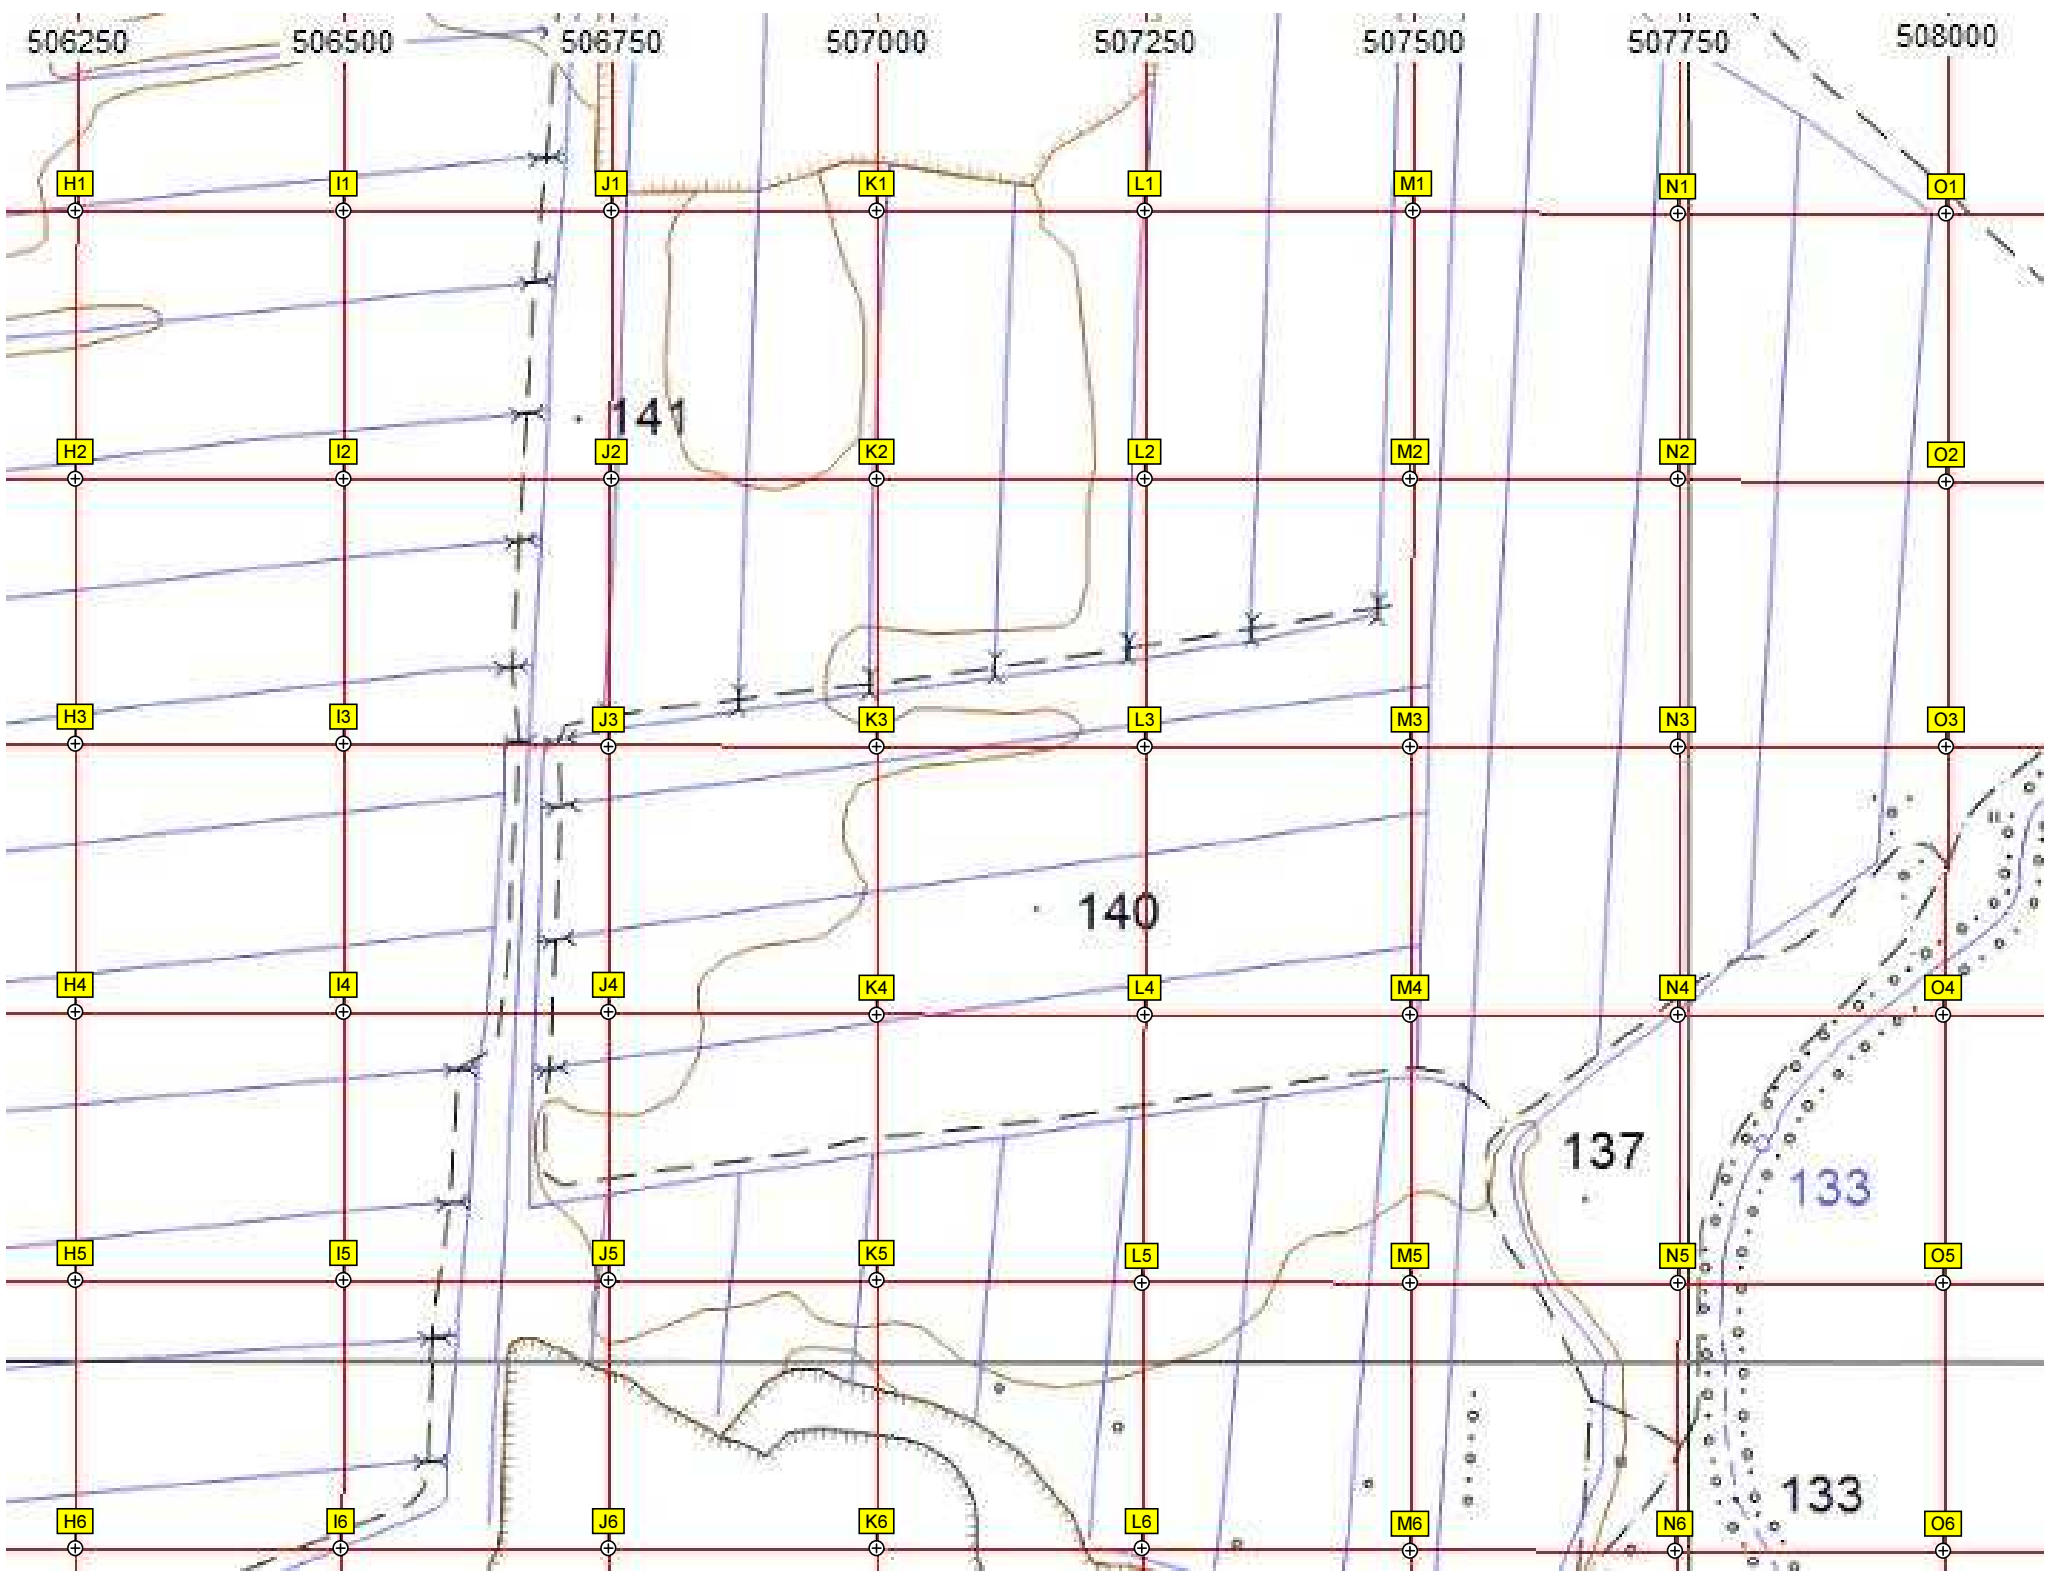 506250 506500 506750 507000 507250 507500 507750 508000
H1 I1 J1 K1 L1 M1 N1 O1
141
H2 I2 J2 K2 L2 M2 N2 O2
H3 I3 J3 K3 L3 M3 N3 O3
140
H4 I4 J4 K4 L4 M4 N4 O4
137
133
H5 I5 J5 K5 L5 M5 N5 O5
133
H6 I6 J6 K6 L6 M6 N6 O6